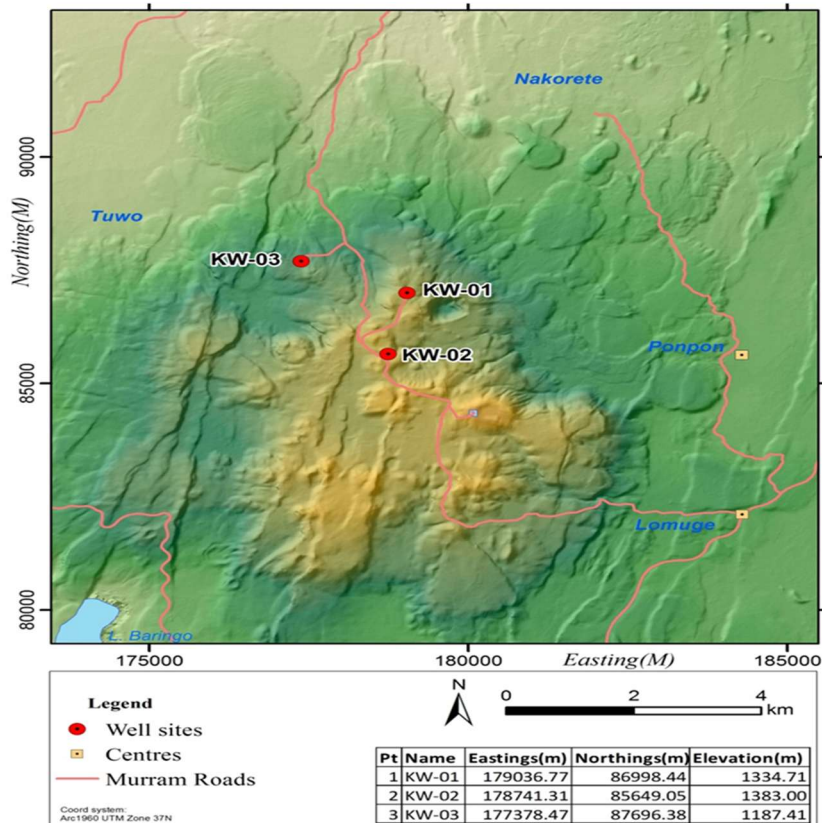 Nakorete
90000
Northing(M)
Tuwo
KW-03
KW-01
Ponpon
KW-02
85000
Lomuge
80000
L. Baringo
175000 180000 Easting(M) 185000
Legend
Well sites
Centres
Murram Roads
Coord system:
Arc1960 UTM Zone 37N
N
0 2 4
km
Pt Name Eastings(m) Northings(m) Elevation(m)
1 KW-01 179036.77 86998.44 1334.71
2 KW-02 178741.31 85649.05 1383.00
3 KW-03 177378.47 87696.38 1187.41